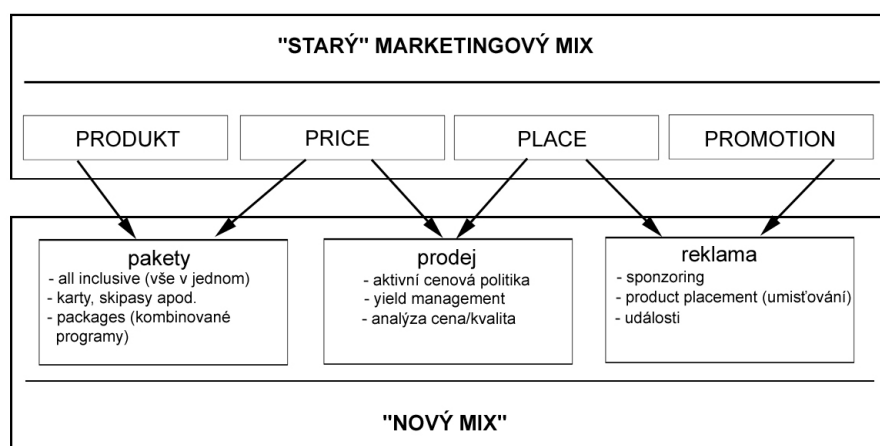 "STARÝ" MARKETINGOVÝ MIX
PRODUKT
PRICE
PLACE
PROMOTION
pakety
- all inclusive (vše v jednom)
- karty, skipasy apod.
- packages (kombinované
programy)
prodej
- aktivní cenová politika
- yield management
- analýza cena/kvalita
reklama
- sponzoring
- product placement (umisťování)
- události
"NOVÝ MIX"